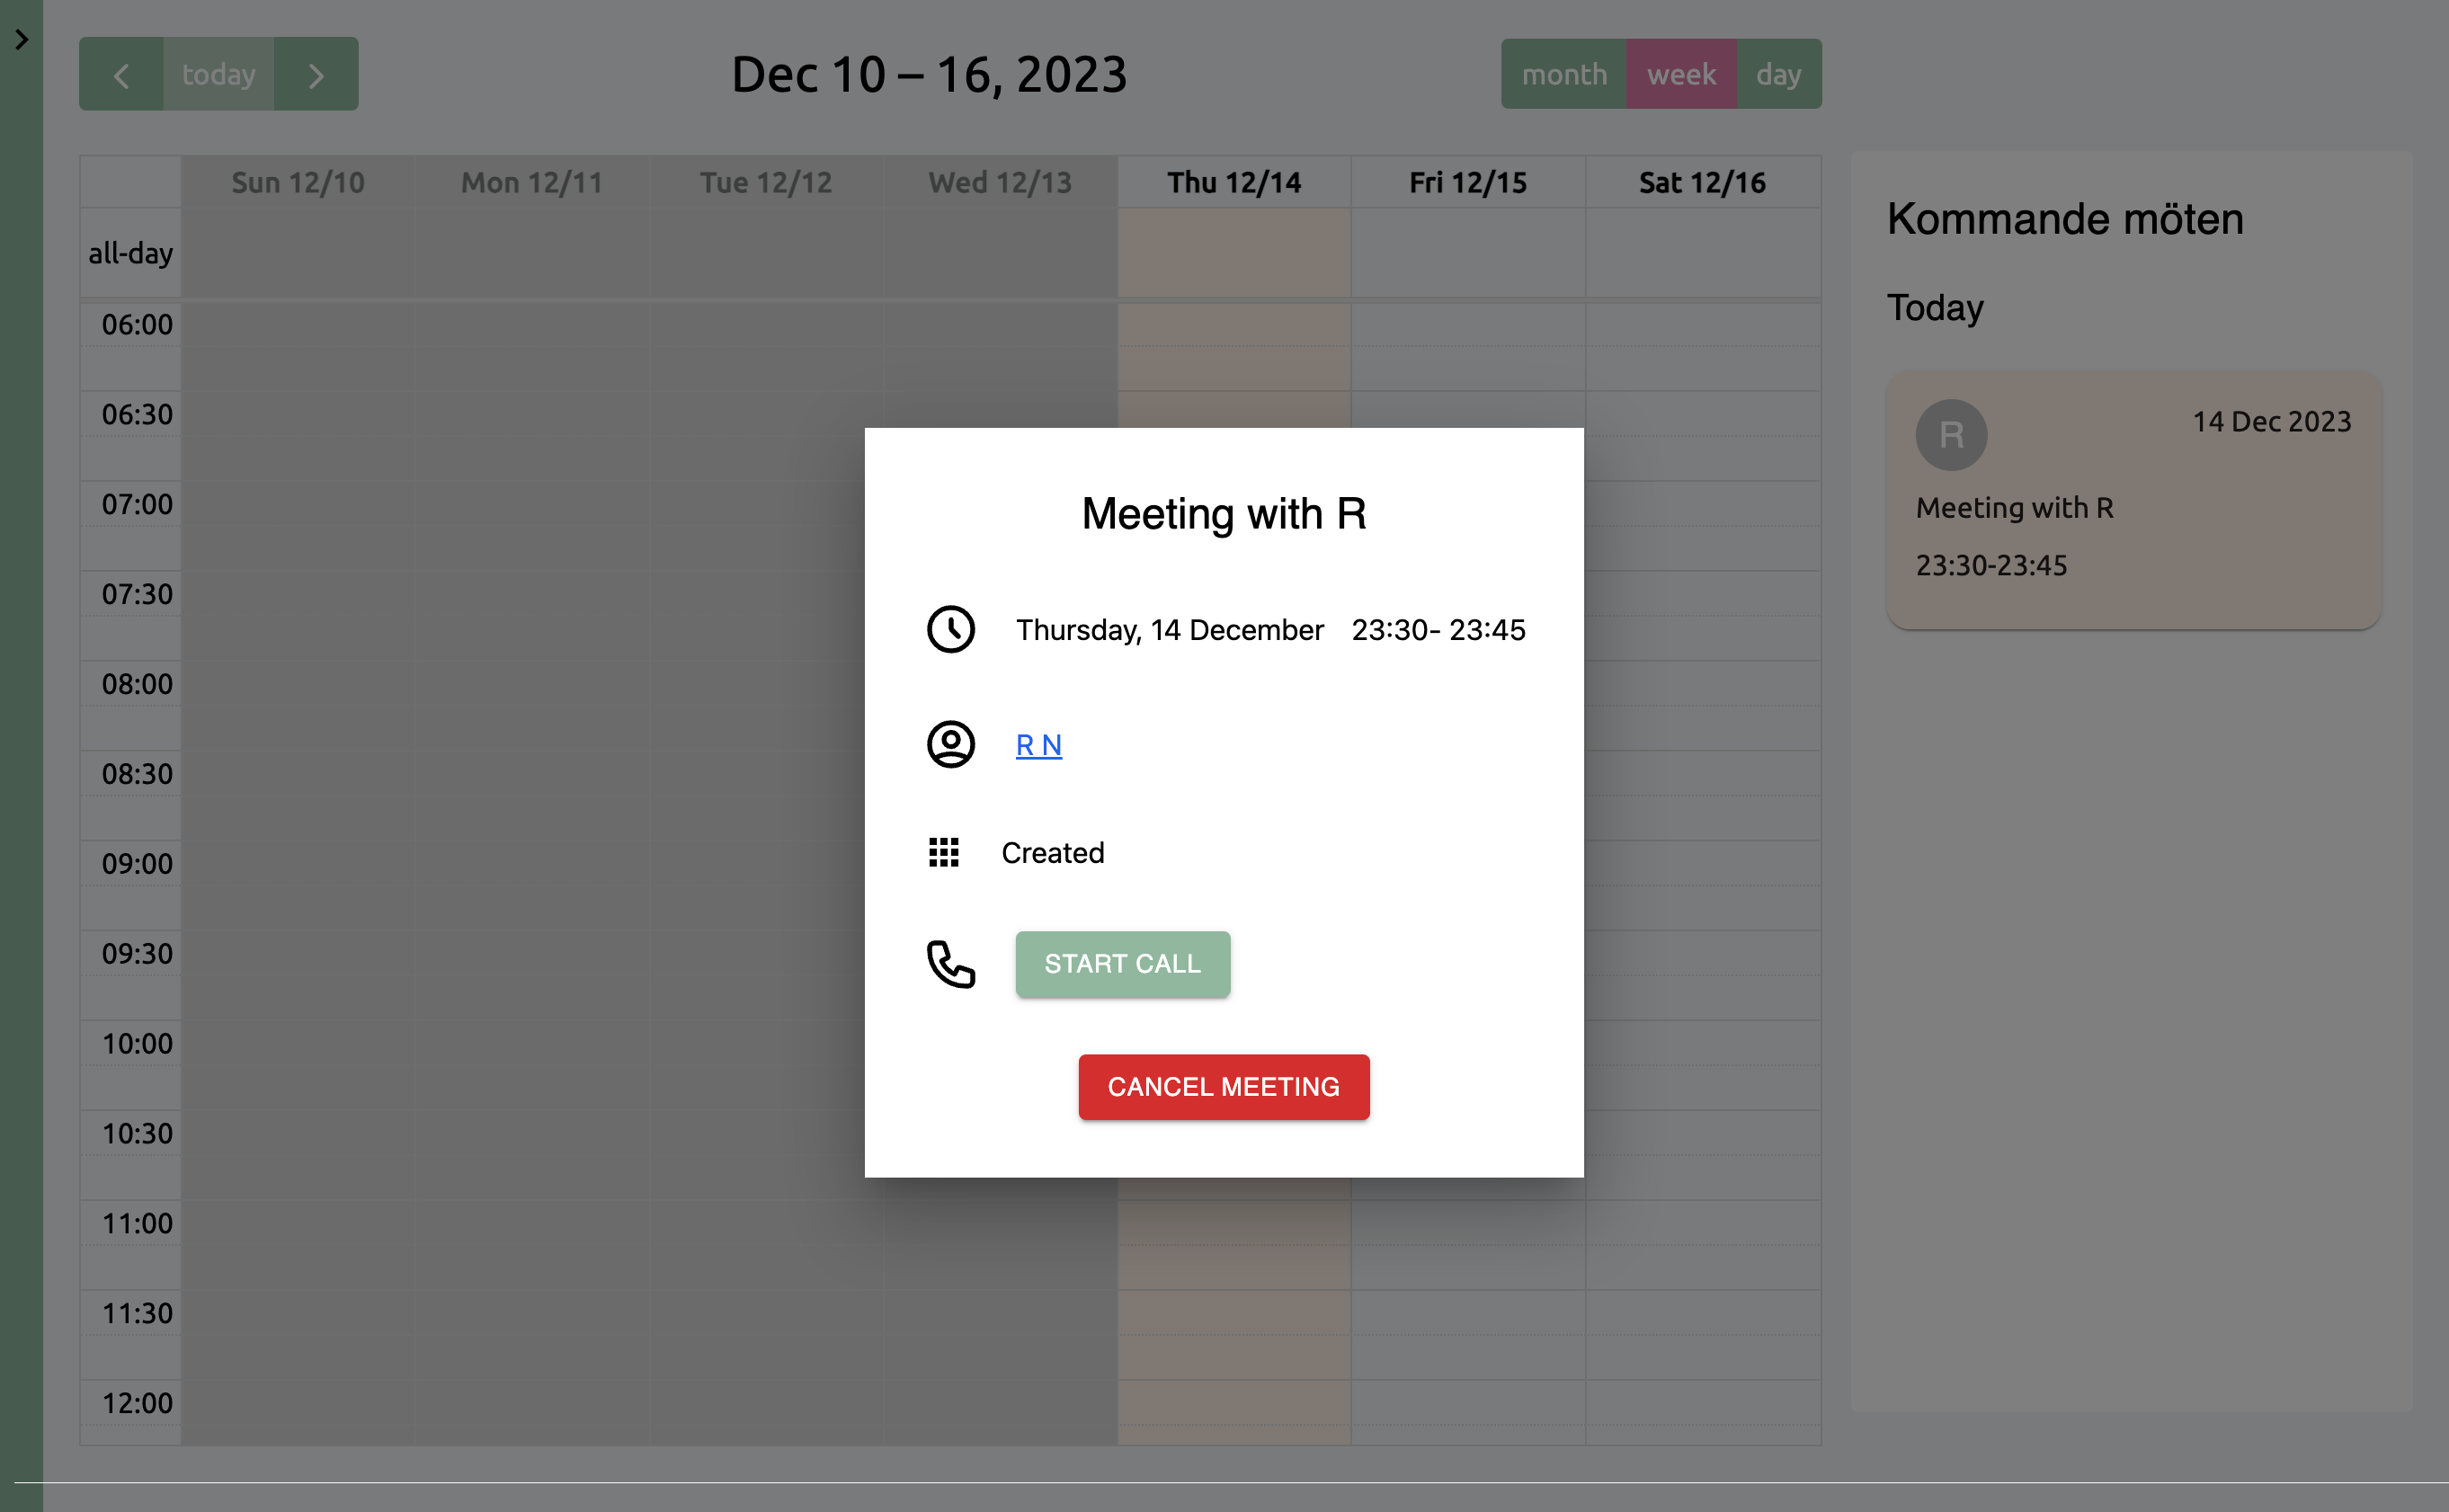 today
Dec 10 – 16, 2023
month week day
Sun 12/10 Mon 12/11 Tue 12/12 Wed 12/13 Thu 12/14 Fri 12/15 Sat 12/16
all-day
06:00
06:30
07:00
07:30
08:00
08:30
09:00
09:30
10:00
10:30
11:00
11:30
12:00
Kommande möten
Today
R
14 Dec 2023
Meeting with R
23:30-23:45
Meeting with R
Thursday, 14 December 23:30- 23:45
R N
Created
START CALL
CANCEL MEETING